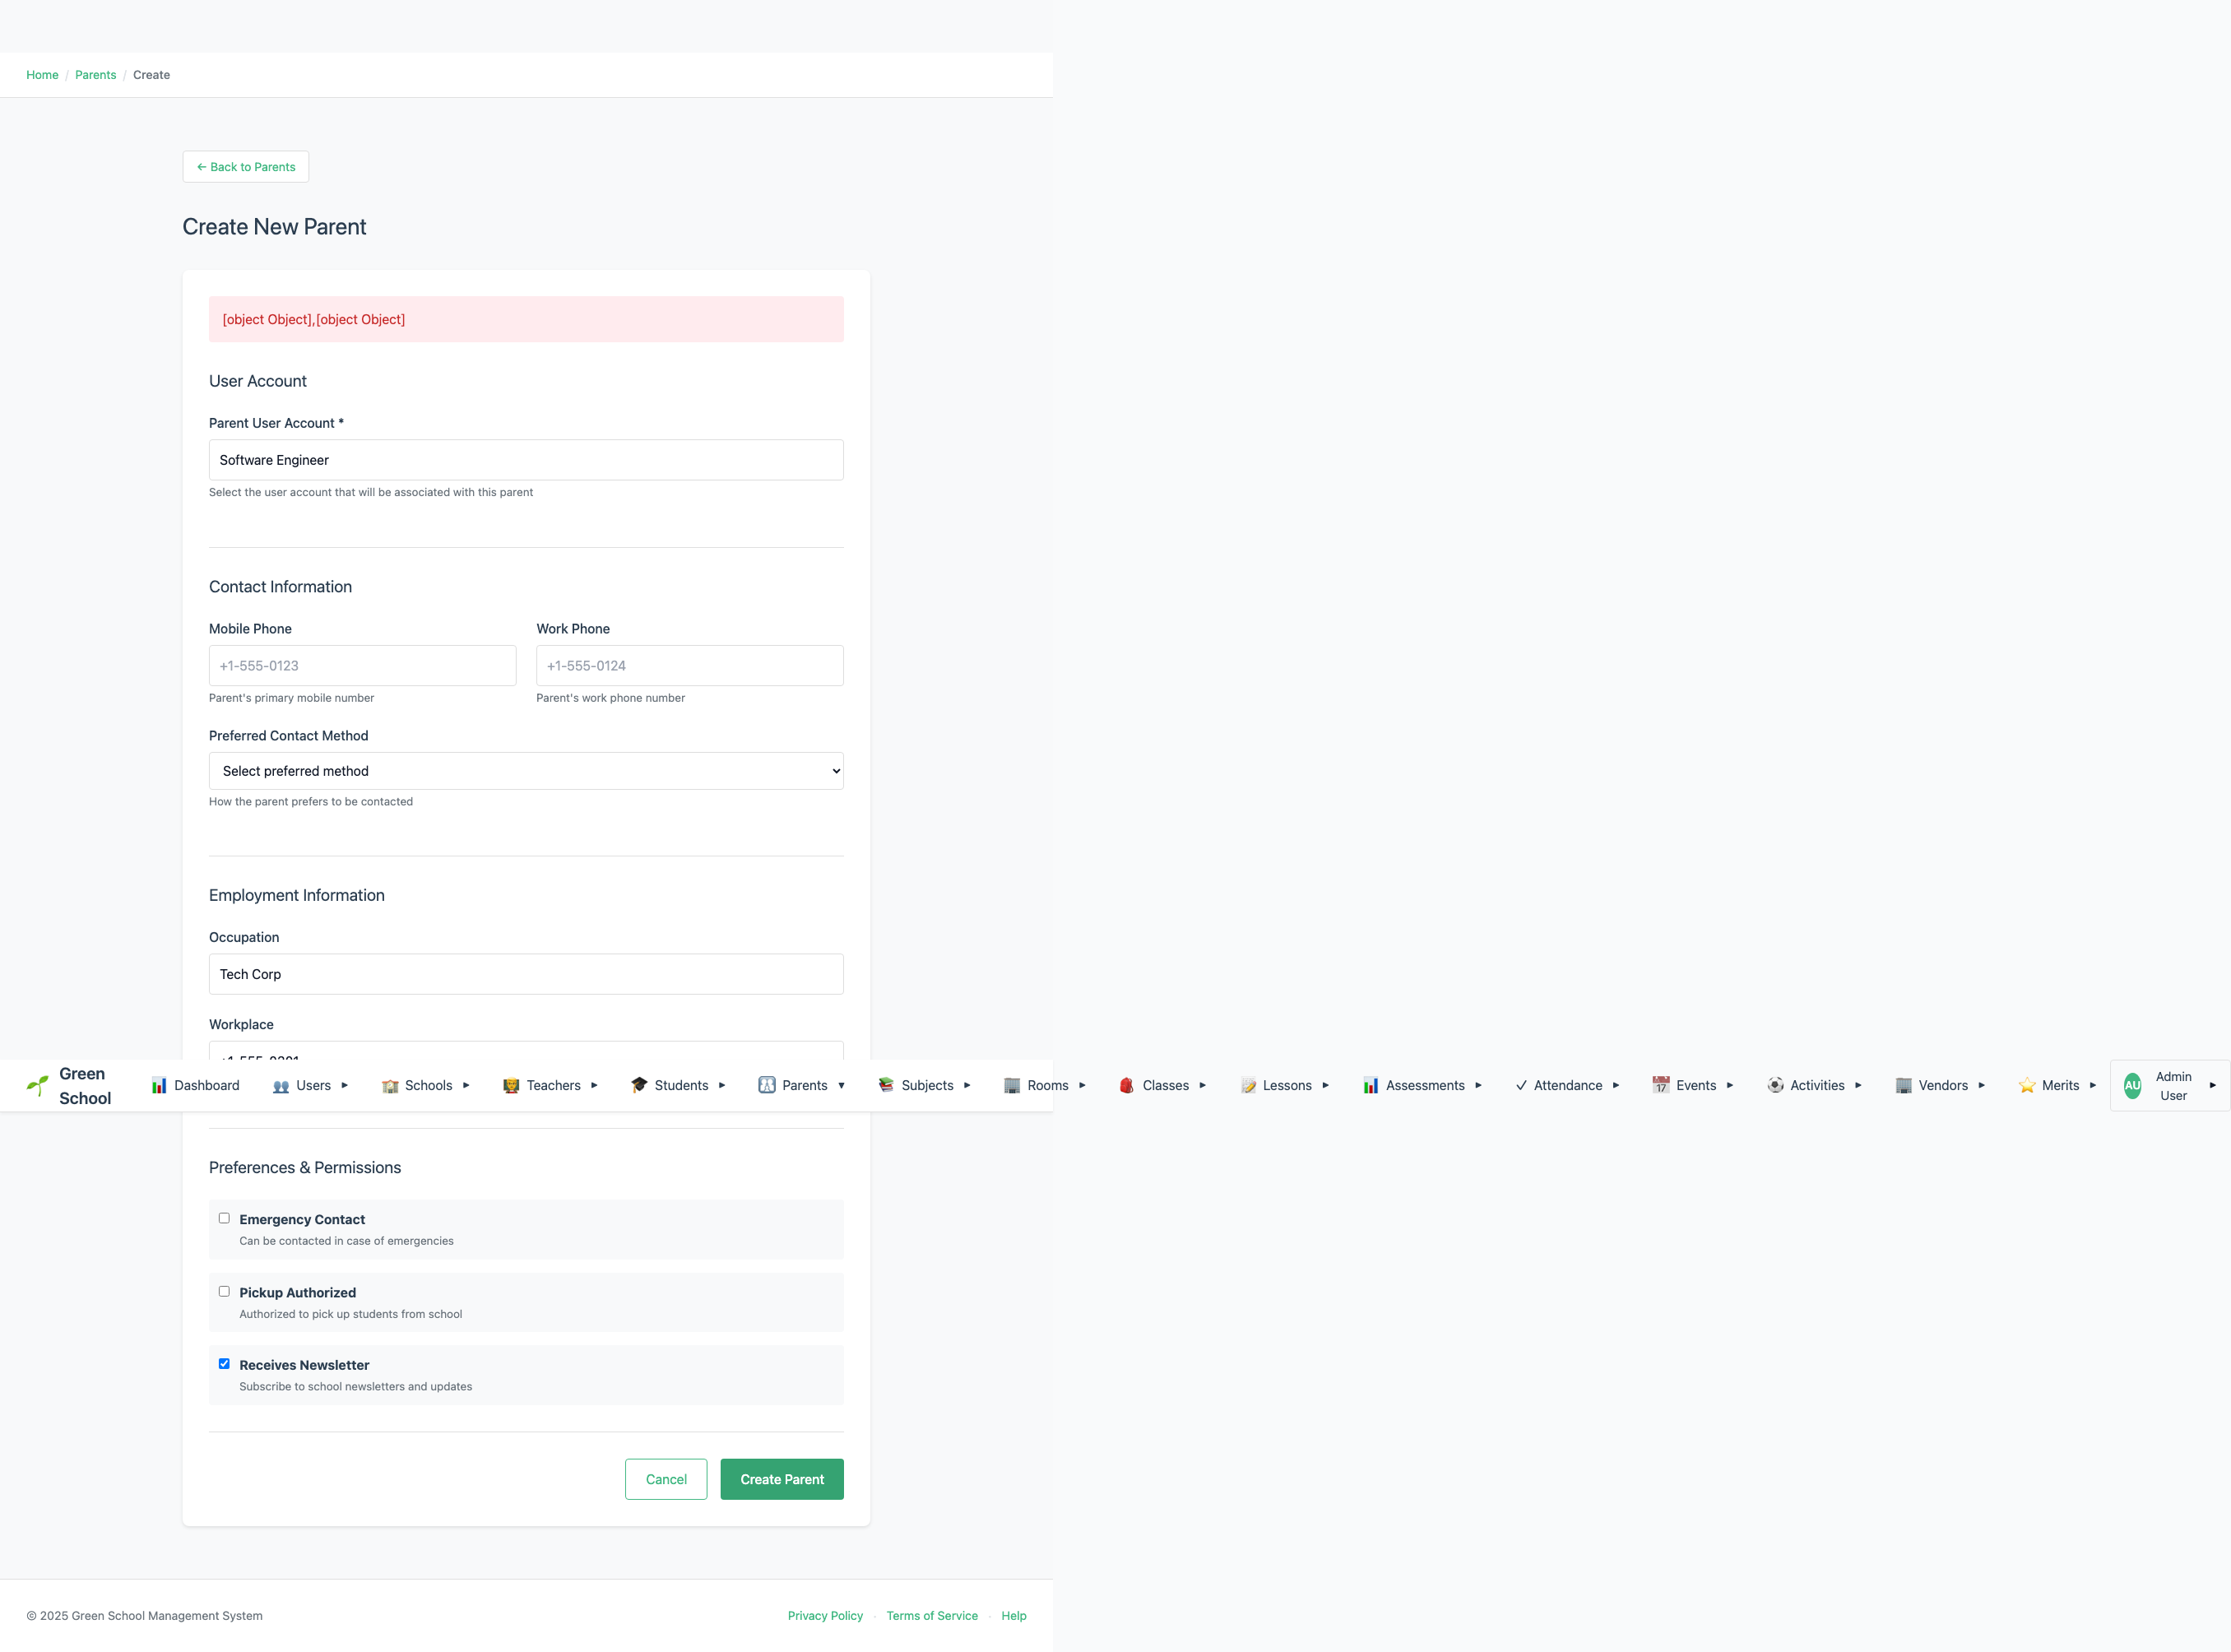 Home / Parents / Create
← Back to Parents
Create New Parent
[object Object],[object Object]
User Account
Parent User Account *
Software Engineer
Select the user account that will be associated with this parent
Contact Information
Mobile Phone
Work Phone
+1-555-0123
+1-555-0124
Parent's primary mobile number
Parent's work phone number
Preferred Contact Method
Select preferred method
How the parent prefers to be contacted
Employment Information
Occupation
Tech Corp
Workplace
Green School
Dashboard
Users
Schools
Teachers
Students
Parents
Subjects
Rooms
Classes
Lessons
Assessments
Attendance
Events
Activities
Vendors
Merits
AU
Admin User
Preferences & Permissions
Emergency Contact
Can be contacted in case of emergencies
Pickup Authorized
Authorized to pick up students from school
Receives Newsletter
Subscribe to school newsletters and updates
Cancel
Create Parent
© 2025 Green School Management System
Privacy Policy · Terms of Service · Help